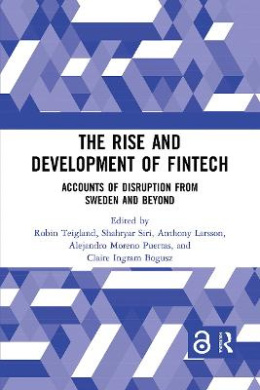 THE RISE AND
DEVELOPMENT OF FINTECH
ACCOUNTS OF DISRUPTION FROM
SWEDEN AND BEYOND
Edited by
Robin Teigland, Shahryar Siri, Anthony Larsson,
Alejandro Moreno Puertas, and
Claire Ingram Bogusz